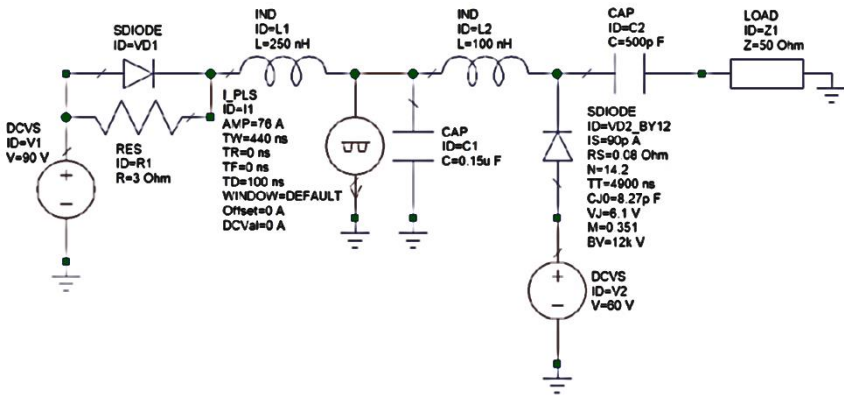 SDIODE
ID=VD1
IND
ID=L1
L=250 nH
IND
ID=L2
L=100 nH
CAP
ID=C2
C=500p F
LOAD
ID=Z1
Z=50 Ohm
DCVS
ID=V1
V=90 V
RES
ID=R1
R=3 Ohm
I_PLS
ID=I1
AMP=76 A
TW=440 ns
TR=0 ns
TF=0 ns
TD=100 ns
WINDOW=DEFAULT
Offset=0 A
DCVal=0 A
CAP
ID=C1
C=0.15u F
SDIODE
ID=VD2_BY12
IS=90p A
RS=0.08 Ohm
N=14.2
TT=4900 ns
CJ0=8.27p F
VJ=6.1 V
M=0.351
BV=12k V
DCVS
ID=V2
V=60 V